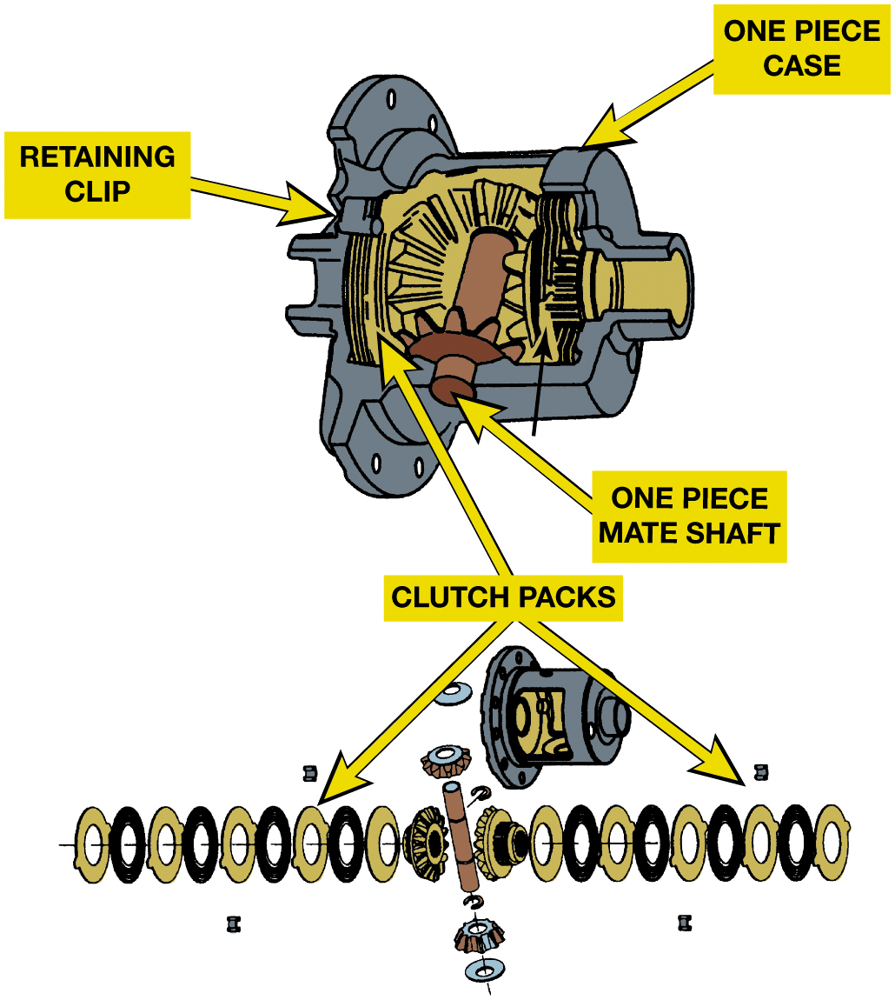 ONE PIECE
CASE
RETAINING
CLIP
ONE PIECE
MATE SHAFT
CLUTCH PACKS